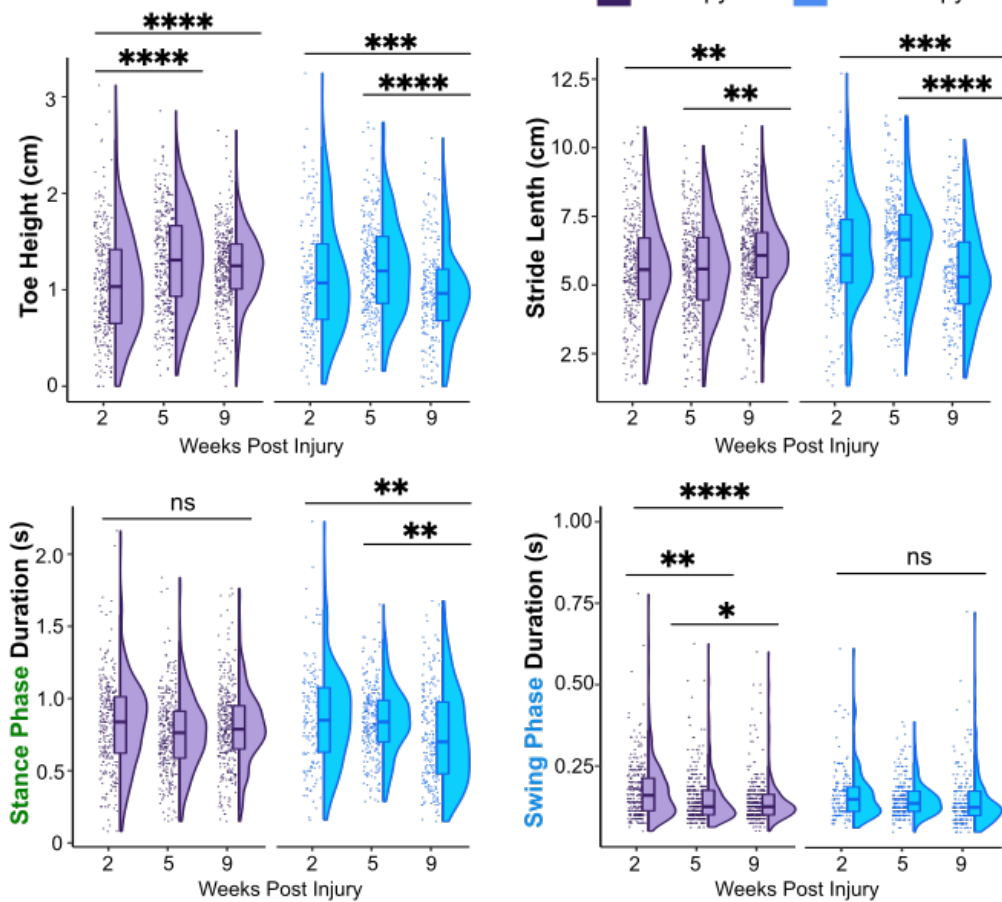 **** *** ** ***
**** **** ** ****
Toe Height (cm)
3
2
1
0
2 5 9 2 5 9
Weeks Post Injury
Stride Lenth (cm)
12.5
10.0
7.5
5.0
2.5
2 5 9 2 5 9
Weeks Post Injury
ns ** **
Stance Phase Duration (s)
2.0
1.5
1.0
0.5
0
2 5 9 2 5 9
Weeks Post Injury
**** ** * ns
Swing Phase Duration (s)
1.00
0.75
0.50
0.25
2 5 9 2 5 9
Weeks Post Injury